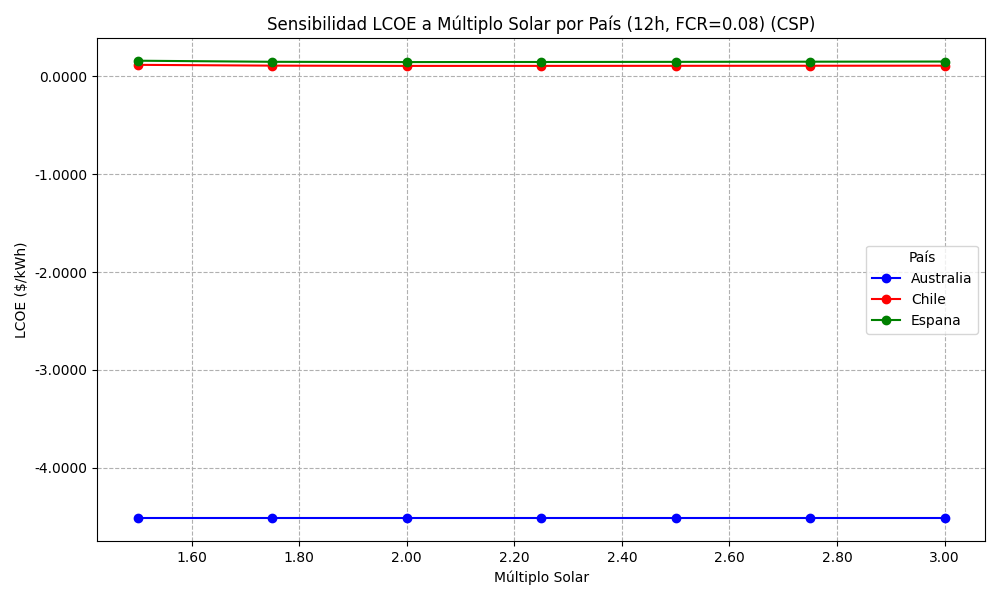 Sensibilidad LCOE a Múltiplo Solar por País (12h, FCR=0.08) (CSP)
LCOE ($/kWh)
0.0000
-1.0000
-2.0000
-3.0000
-4.0000
País
Australia
Chile
Espana
1.60
1.80
2.00
2.20
2.40
2.60
2.80
3.00
Múltiplo Solar